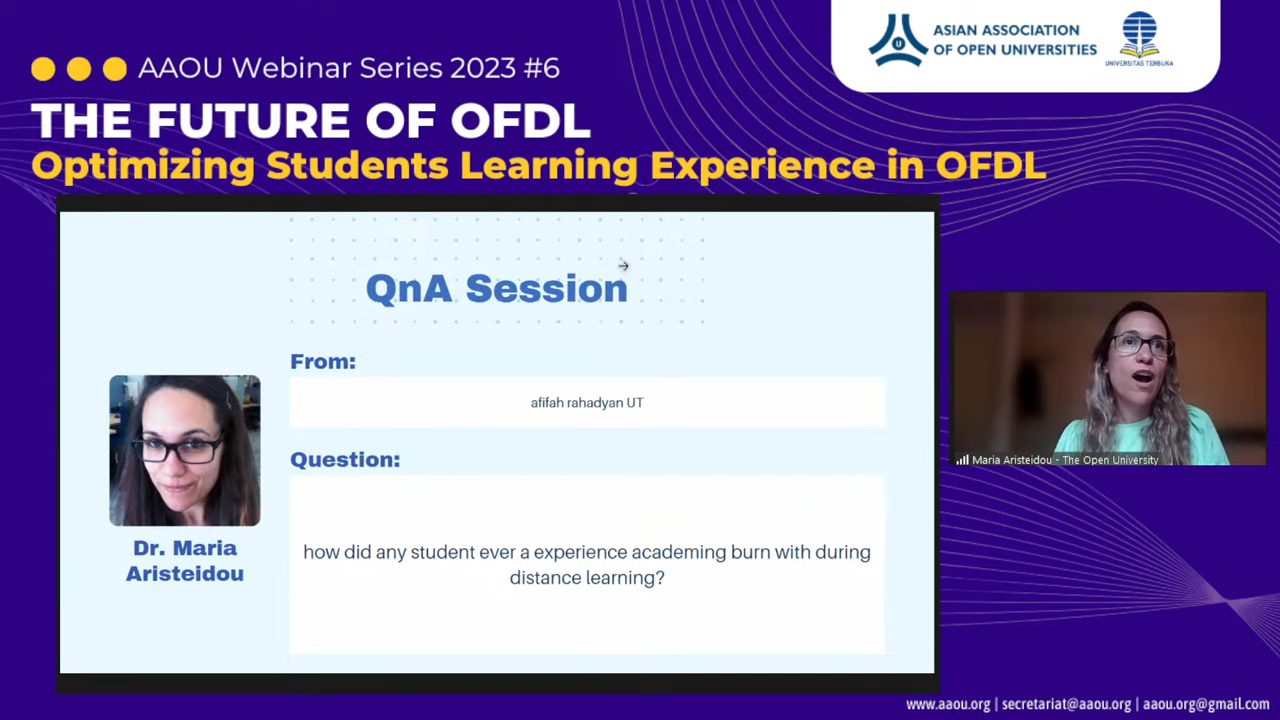 ASIAN ASSOCIATION
OF OPEN UNIVERSITIES
U
UNIVERSITAS TERBUKA
AAOU Webinar Series 2023 #6
THE FUTURE OF OFDL
Optimizing Students Learning Experience in OFDL
QnA Session
From:
afifah rahadyan UT
Question:
how did any student ever a experience academing burn with during
distance learning?
Dr. Maria
Aristeidou
Maria Aristeidou - The Open University
www.aaou.org | secretariat@aaou.org | aaou.org@gmail.com